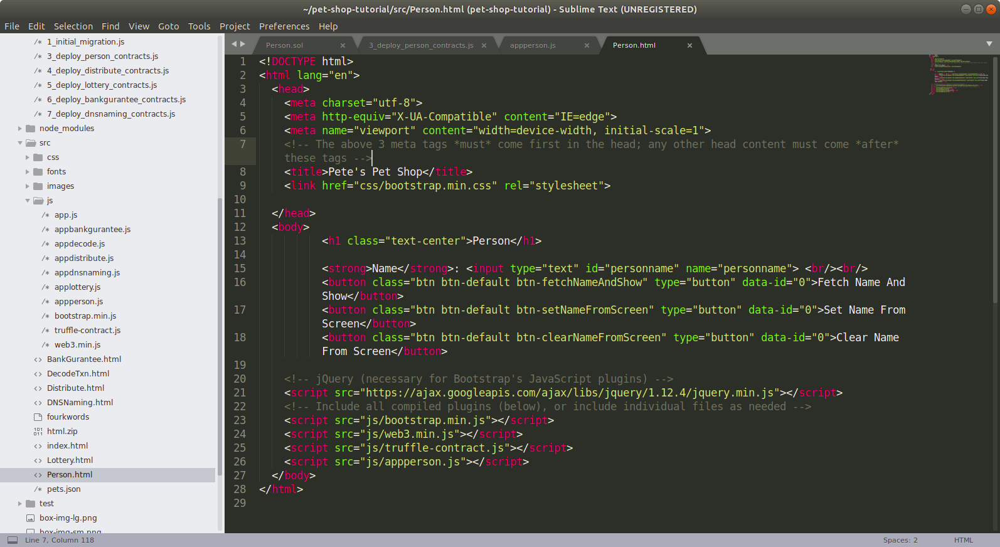 ~/pet-shop-tutorial/src/Person.html (pet-shop-tutorial) - Sublime Text (UNREGISTERED)
File Edit Selection Find View Goto Tools Project Preferences Help
/* 1_initial_migration.js
/* 3_deploy_person_contracts.js
/* 4_deploy_distribute_contracts.js
/* 5_deploy_lottery_contracts.js
/* 6_deploy_bankgurantee_contracts.js
/* 7_deploy_dnsnaming_contracts.js
node_modules
src
css
fonts
images
js
/* app.js
/* appbankgurantee.js
/* appdecode.js
/* appdistribute.js
/* appdnsnaming.js
/* applottery.js
/* appperson.js
/* bootstrap.min.js
/* truffle-contract.js
/* web3.min.js
<> BankGurantee.html
<> DecodeTxn.html
<> Distribute.html
<> DNSNaming.html
fourkwords
html.zip
<> index.html
<> Lottery.html
<> Person.html
/* pets.json
test
box-img-lg.png
box-img-sm.png
Person.sol × 3_deploy_person_contracts.js × appperson.js × Person.html ×
1 <!DOCTYPE html>
2 <html lang="en">
3 <head>
4 <meta charset="utf-8">
5 <meta http-equiv="X-UA-Compatible" content="IE=edge">
6 <meta name="viewport" content="width=device-width, initial-scale=1">
7 <!-- The above 3 meta tags *must* come first in the head; any other head content must come *after*
these tags -->
8 <title>Pete's Pet Shop</title>
9 <link href="css/bootstrap.min.css" rel="stylesheet">
10
11 </head>
12 <body>
13 <h1 class="text-center">Person</h1>
14
15 <strong>Name</strong>: <input type="text" id="personname" name="personname"> <br/><br/>
16 <button class="btn btn-default btn-fetchNameAndShow" type="button" data-id="0">Fetch Name And
Show</button>
17 <button class="btn btn-default btn-setNameFromScreen" type="button" data-id="0">Set Name From
Screen</button>
18 <button class="btn btn-default btn-clearNameFromScreen" type="button" data-id="0">Clear Name
From Screen</button>
19
20 <!-- jQuery (necessary for Bootstrap's JavaScript plugins) -->
21 <script src="https://ajax.googleapis.com/ajax/libs/jquery/1.12.4/jquery.min.js"></script>
22 <!-- Include all compiled plugins (below), or include individual files as needed -->
23 <script src="js/bootstrap.min.js"></script>
24 <script src="js/web3.min.js"></script>
25 <script src="js/truffle-contract.js"></script>
26 <script src="js/appperson.js"></script>
27 </body>
28 </html>
29
Line 7, Column 118
Spaces: 2
HTML